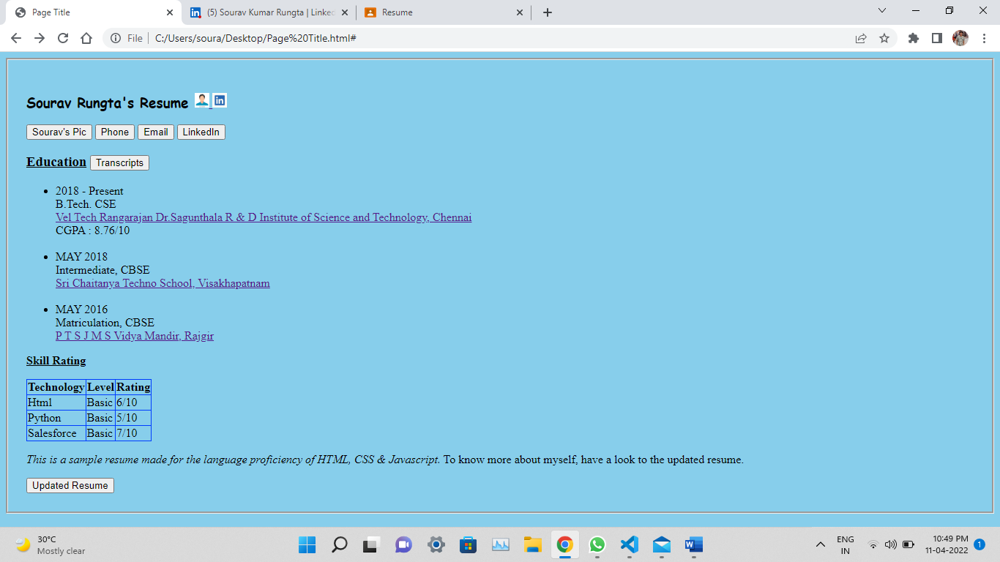 Page Title
(5) Sourav Kumar Rungta | Linked
Resume
File
C:/Users/soura/Desktop/Page%20Title.html#
Sourav Rungta's Resume
in
Sourav's Pic Phone Email LinkedIn
Education Transcripts
2018 - Present
B.Tech. CSE
Vel Tech Rangarajan Dr.Sagunthala R & D Institute of Science and Technology, Chennai
CGPA : 8.76/10
MAY 2018
Intermediate, CBSE
Sri Chaitanya Techno School, Visakhapatnam
MAY 2016
Matriculation, CBSE
P T S J M S Vidya Mandir, Rajgir
Skill Rating
Technology Level Rating
Html Basic 6/10
Python Basic 5/10
Salesforce Basic 7/10
This is a sample resume made for the language proficiency of HTML, CSS & Javascript. To know more about myself, have a look to the updated resume.
Updated Resume
30°C
Mostly clear
ENG
IN
10:49 PM
11-04-2022
1